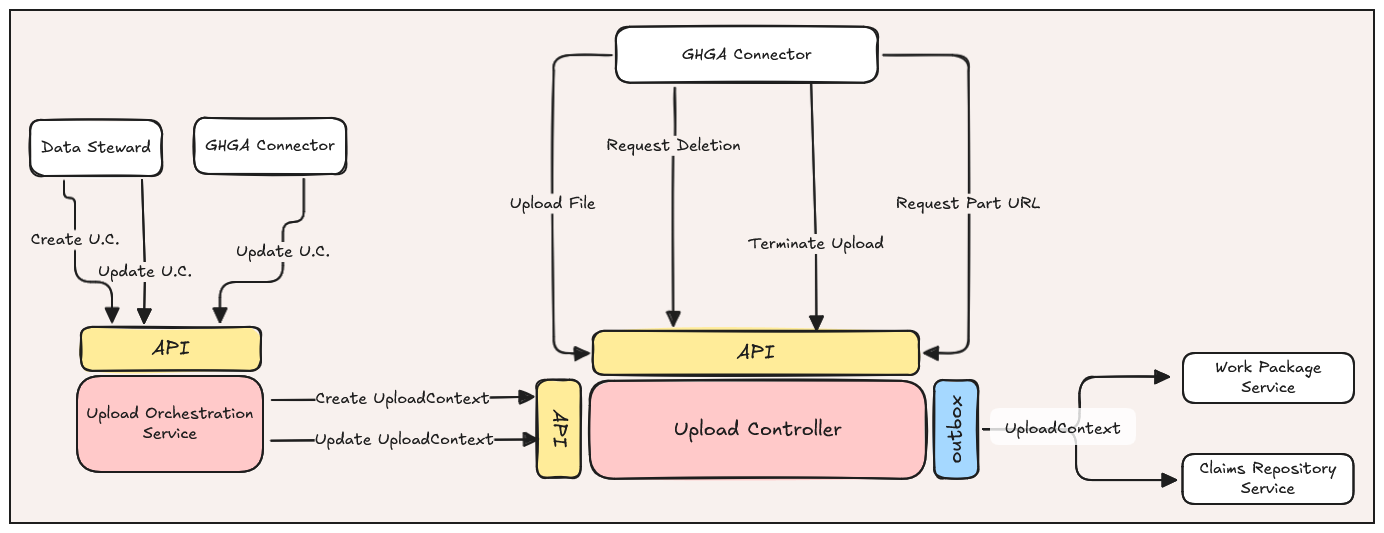 GHGA Connector
Data Steward
GHGA Connector
Request Deletion
Upload File
Request Part URL
Create U.C.
Terminate Upload
Update U.C.
Update U.C.
API
API
Work Package
Service
Upload Orchestration
Service
Create UploadContext
Update UploadContext
API
Upload Controller
outbox
UploadContext
Claims Repository
Service